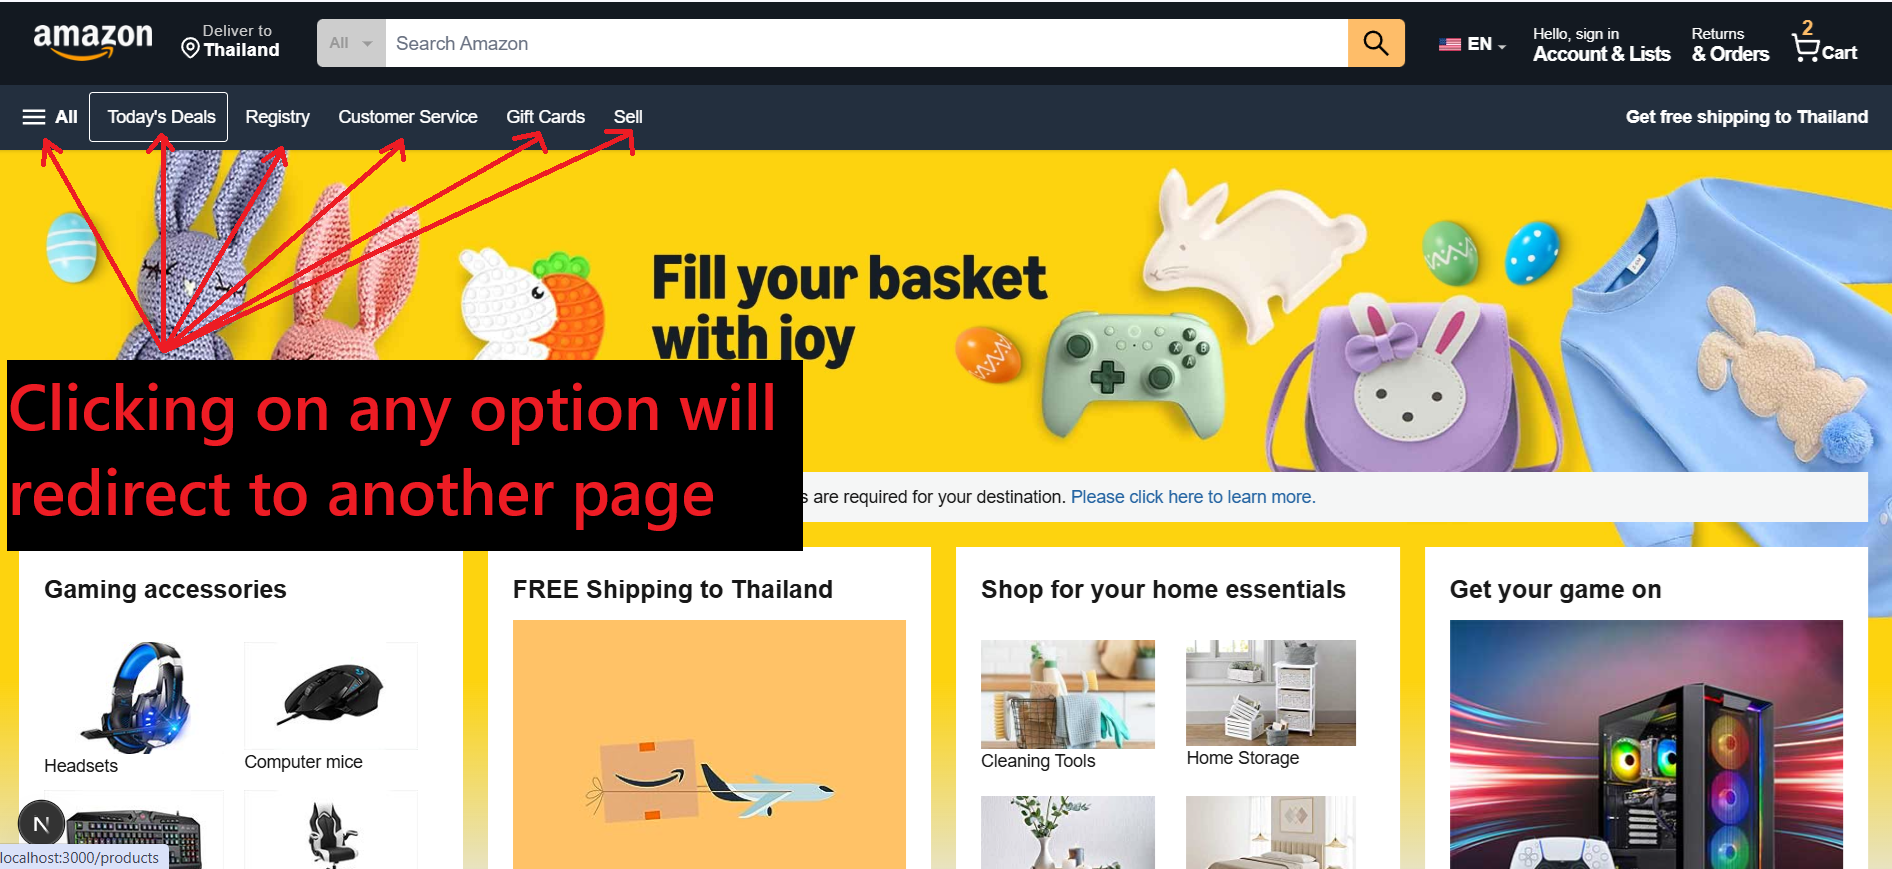 amazon
Deliver to
Thailand
All
Search Amazon
EN
Hello, sign in
Account & Lists
Returns
& Orders
2
Cart
All
Today's Deals
Registry
Customer Service
Gift Cards
Sell
Get free shipping to Thailand
Fill your basket
with joy
Clicking on any option will
redirect to another page
s are required for your destination. Please click here to learn more.
Gaming accessories
FREE Shipping to Thailand
Shop for your home essentials
Get your game on
Headsets
Computer mice
Cleaning Tools
Home Storage
N
localhost:3000/products